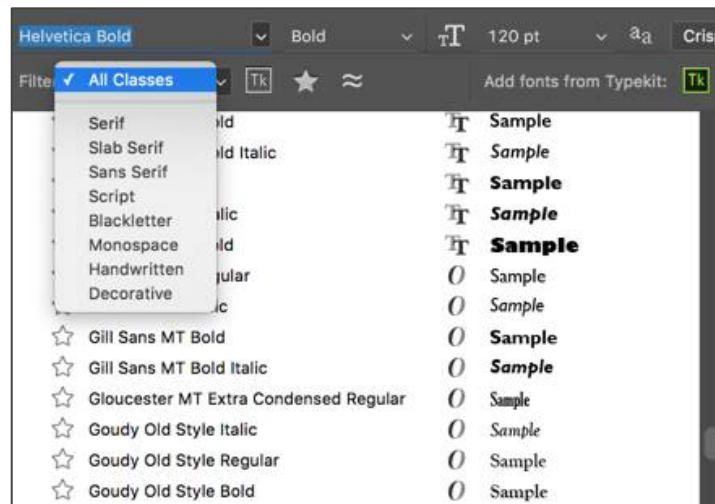 Helvetica Bold Bold TT 120 pt aa Cris
Filte ✓ All Classes Tk ★ ≈ Add fonts from Typekit: Tk
Serif ld Sample
Slab Serif ld Italic Sample
Sans Serif Sample
Script lic Sample
Blackletter ld Sample
Monospace gular Sample
Handwritten ic Sample
Decorative
Gill Sans MT Bold O Sample
Gill Sans MT Bold Italic O Sample
Gloucester MT Extra Condensed Regular O Sample
Goudy Old Style Italic O Sample
Goudy Old Style Regular O Sample
Goudy Old Style Bold O Sample